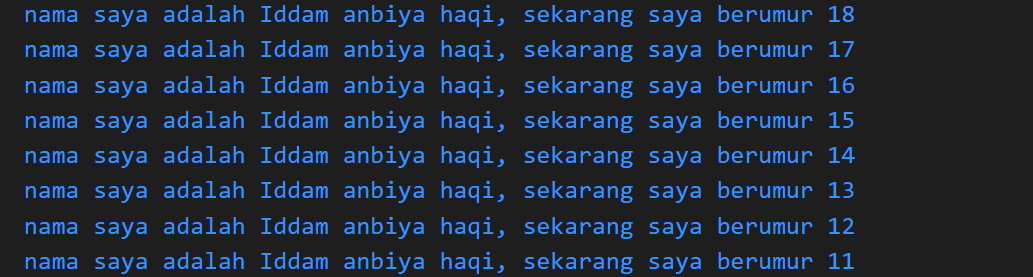 nama saya adalah Iddam anbiya haqi, sekarang saya berumur 18
nama saya adalah Iddam anbiya haqi, sekarang saya berumur 17
nama saya adalah Iddam anbiya haqi, sekarang saya berumur 16
nama saya adalah Iddam anbiya haqi, sekarang saya berumur 15
nama saya adalah Iddam anbiya haqi, sekarang saya berumur 14
nama saya adalah Iddam anbiya haqi, sekarang saya berumur 13
nama saya adalah Iddam anbiya haqi, sekarang saya berumur 12
nama saya adalah Iddam anbiya haqi, sekarang saya berumur 11